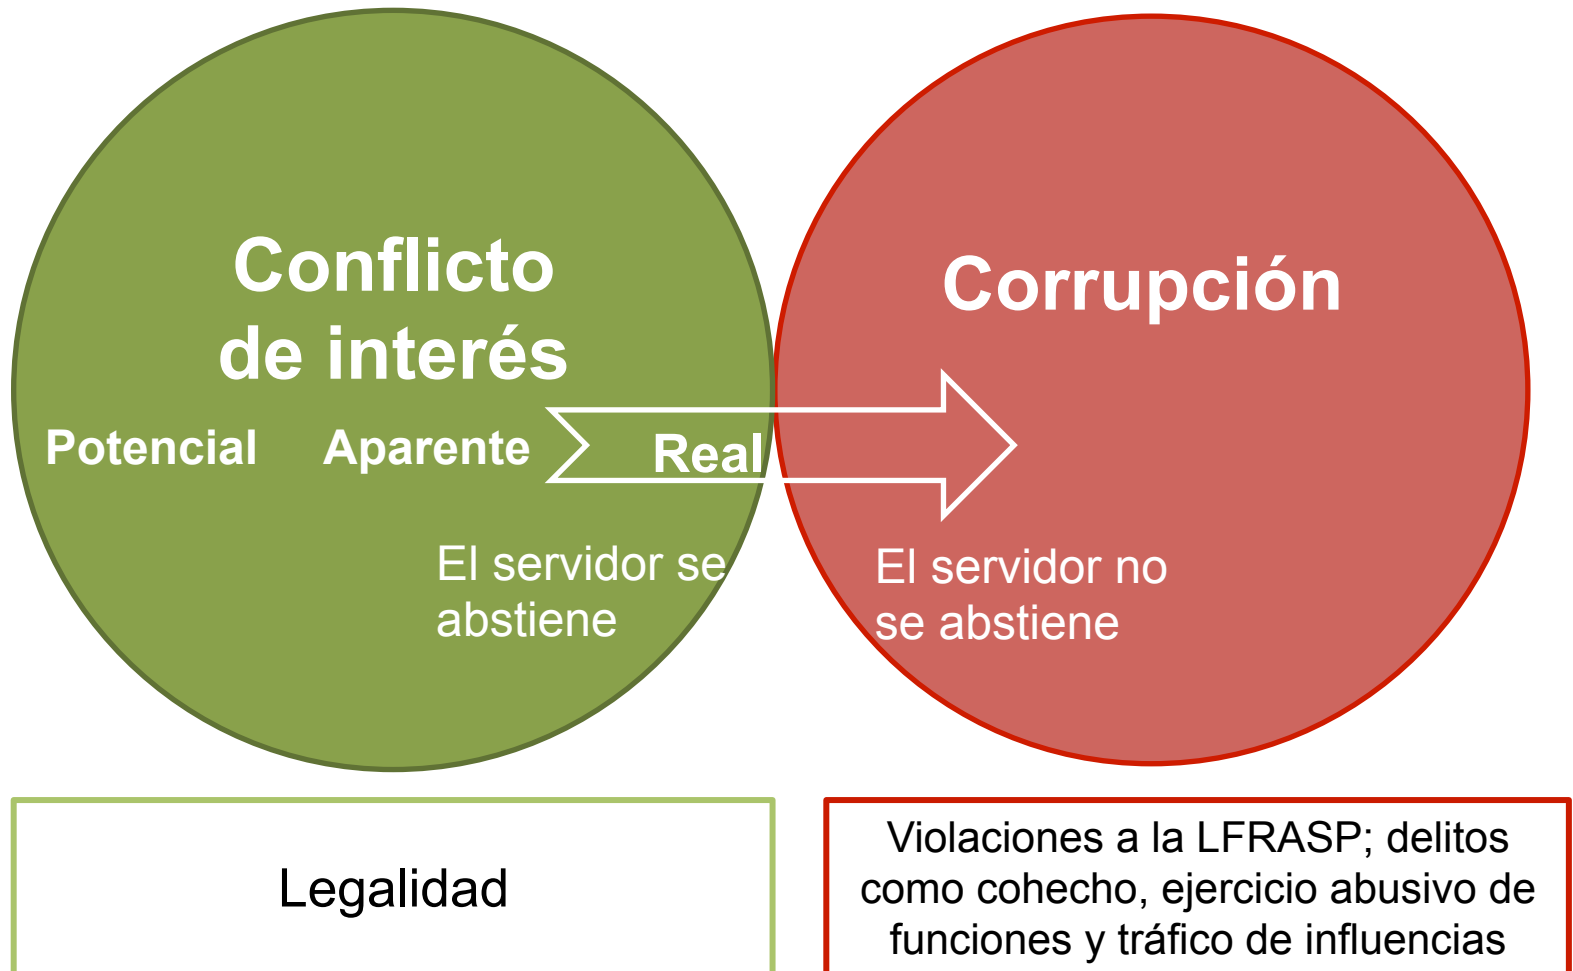 Conflicto
de interés
Corrupción
Potencial
Aparente
Real
El servidor se
abstiene
El servidor no
se abstiene
Legalidad
Violaciones a la LFRASP; delitos
como cohecho, ejercicio abusivo de
funciones y tráfico de influencias